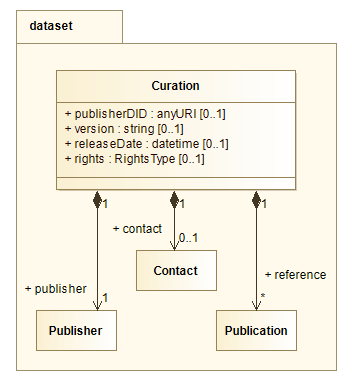 dataset
Curation
+ publisherDID : anyURI [0..1]
+ version : string [0..1]
+ releaseDate : datetime [0..1]
+ rights : RightsType [0..1]
1 1 1
+ contact
0..1
Contact
+ reference
+ publisher
1 *
Publisher Publication